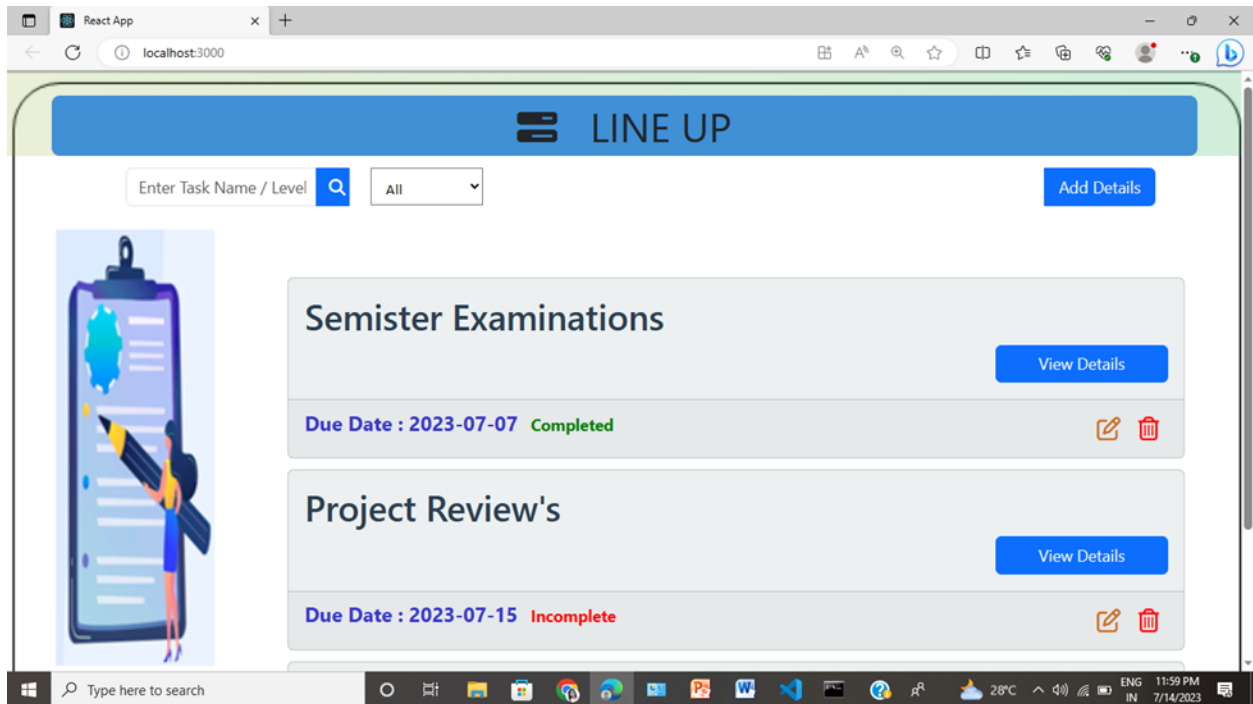 React App
localhost:3000
LINE UP
Enter Task Name / Level
All
Add Details
Semister Examinations
View Details
Due Date : 2023-07-07 Completed
Project Review's
View Details
Due Date : 2023-07-15 Incomplete
Type here to search
28°C
ENG
IN
11:59 PM
7/14/2023